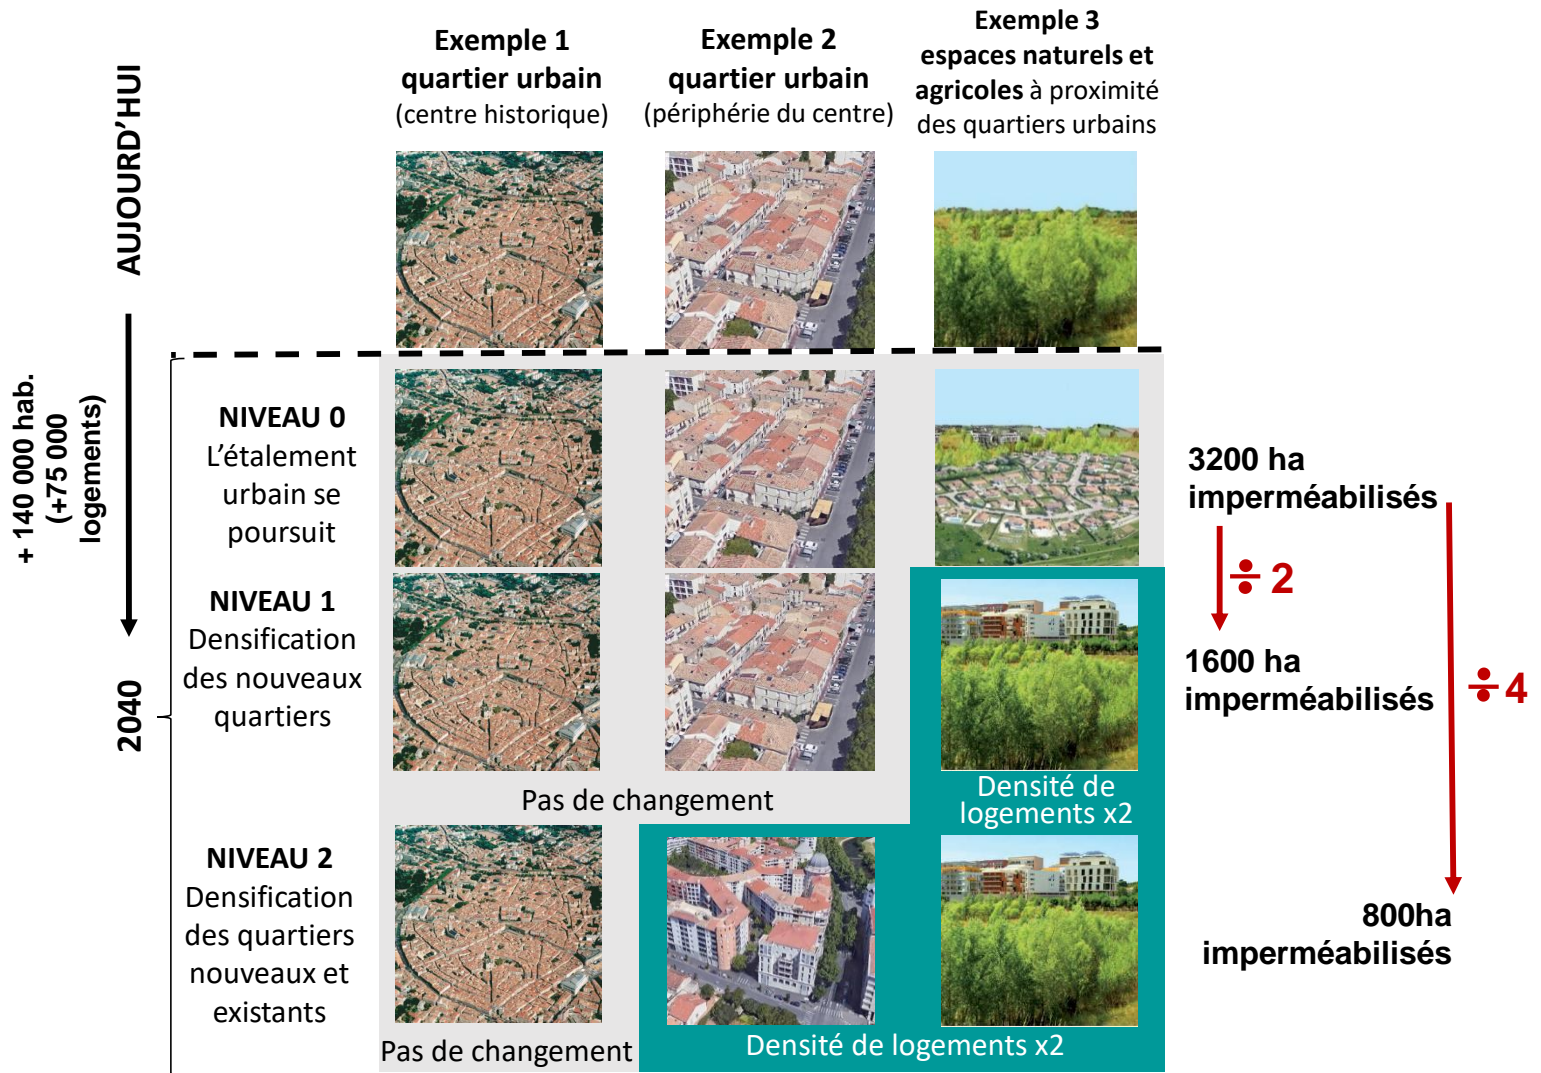 Exemple 1
quartier urbain
(centre historique)
Exemple 2
quartier urbain
(périphérie du centre)
Exemple 3
espaces naturels et
agricoles à proximité
des quartiers urbains
AUJOURD’HUI
+ 140 000 hab.
(+75 000
logements)
2040
NIVEAU 0
L’étalement
urbain se
poursuit
3200 ha
imperméabilisés
÷ 2
NIVEAU 1
Densification
des nouveaux
quartiers
1600 ha
imperméabilisés
÷ 4
Pas de changement
Densité de
logements x2
NIVEAU 2
Densification
des quartiers
nouveaux et
existants
800ha
imperméabilisés
Pas de changement
Densité de logements x2